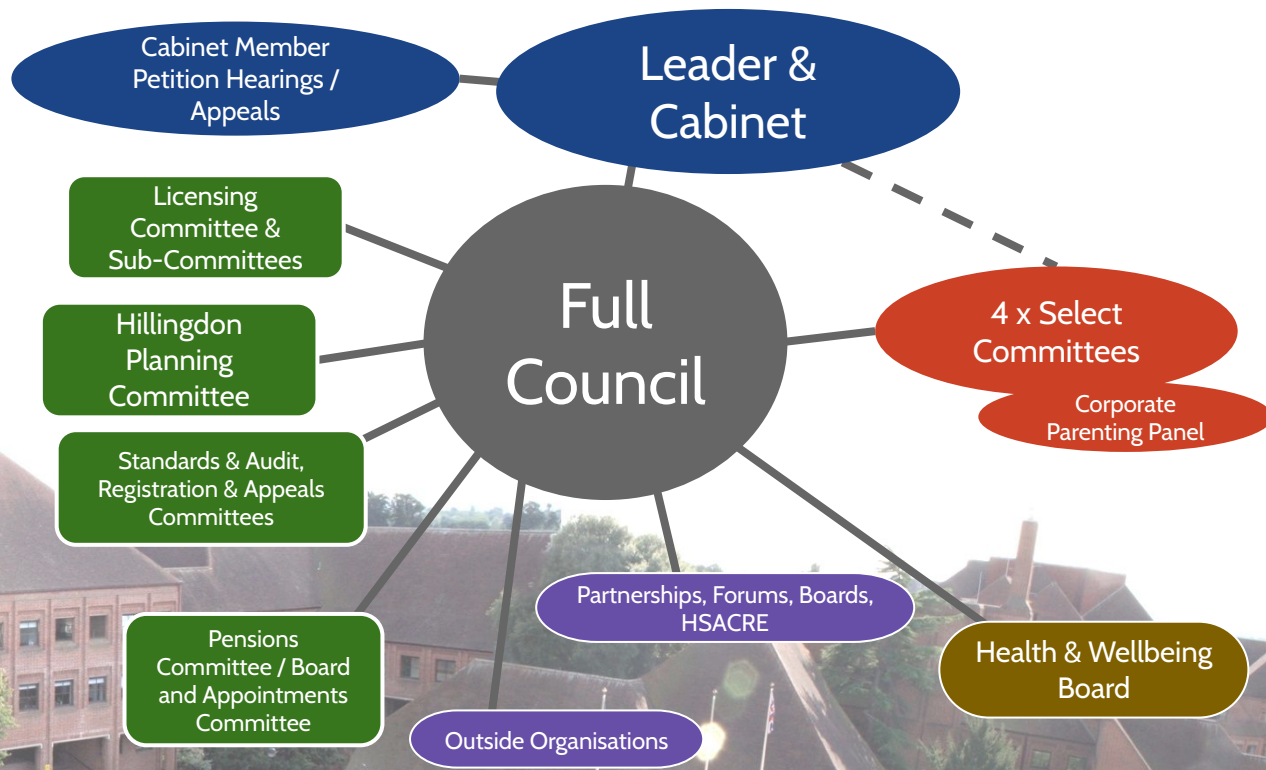 Cabinet Member
Petition Hearings /
Appeals
Leader &
Cabinet
Licensing
Committee &
Sub-Committees
Hillingdon
Planning
Committee
Full
Council
4 x Select
Committees
Corporate
Parenting Panel
Standards & Audit,
Registration & Appeals
Committees
Partnerships, Forums, Boards,
HSACRE
Pensions
Committee / Board
and Appointments
Committee
Health & Wellbeing
Board
Outside Organisations